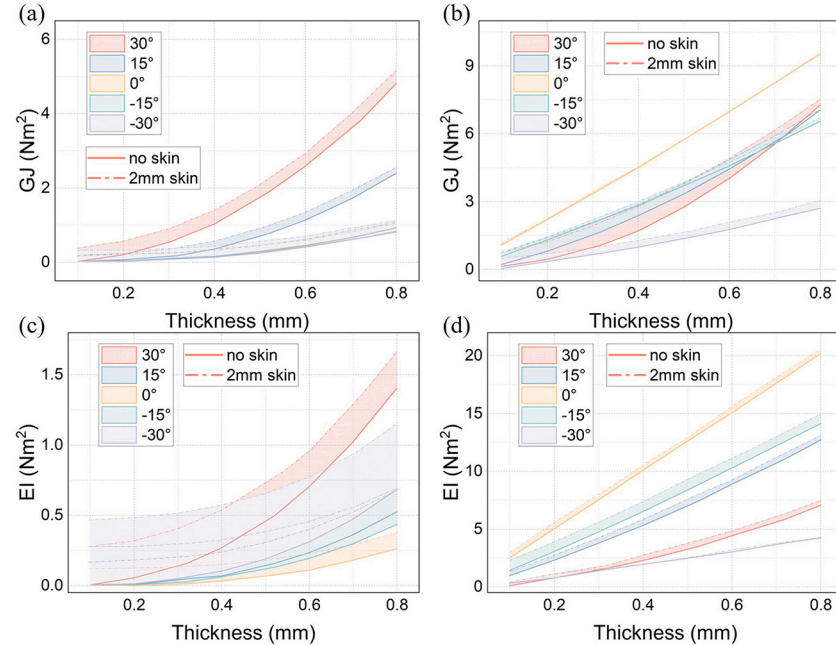 (a)
GJ (Nm²)
6
4
2
0
30°
15°
0°
-15°
-30°
no skin
2mm skin
0.2
0.4
0.6
0.8
Thickness (mm)
(b)
GJ (Nm²)
9
6
3
0
30°
15°
0°
-15°
-30°
no skin
2mm skin
0.2
0.4
0.6
0.8
Thickness (mm)
(c)
EI (Nm²)
1.5
1.0
0.5
0.0
30°
15°
0°
-15°
-30°
no skin
2mm skin
0.2
0.4
0.6
0.8
Thickness (mm)
(d)
EI (Nm²)
20
15
10
5
0
30°
15°
0°
-15°
-30°
no skin
2mm skin
0.2
0.4
0.6
0.8
Thickness (mm)